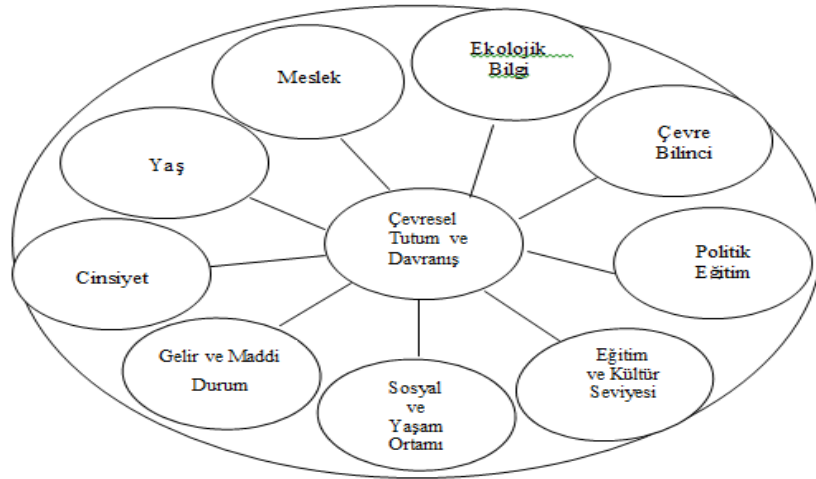 Ekolojik
Bilgi
Meslek
Çevre
Bilinci
Yaş
Çevresel
Tutum ve
Davranış
Politik
Eğitim
Cinsiyet
Gelir ve Maddi
Durum
Eğitim
ve Kültür
Seviyesi
Sosyal
ve
Yaşam
Ortamı